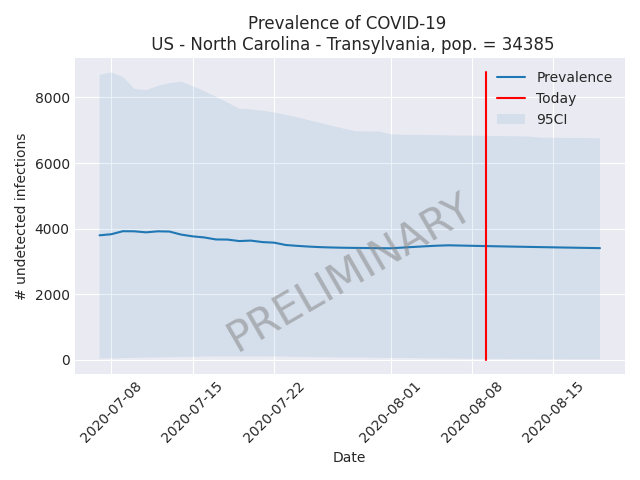 Prevalence of COVID-19
US - North Carolina - Transylvania, pop. = 34385
Prevalence
Today
95CI
8000
6000
4000
2000
0
# undetected infections
PRELIMINARY
2020-07-08
2020-07-15
2020-07-22
2020-08-01
2020-08-08
2020-08-15
Date